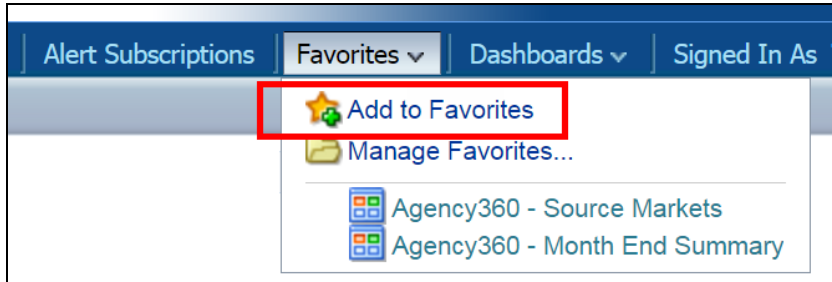 Alert Subscriptions Favorites Dashboards Signed In As
Add to Favorites
Manage Favorites...
Agency360 - Source Markets
Agency360 - Month End Summary